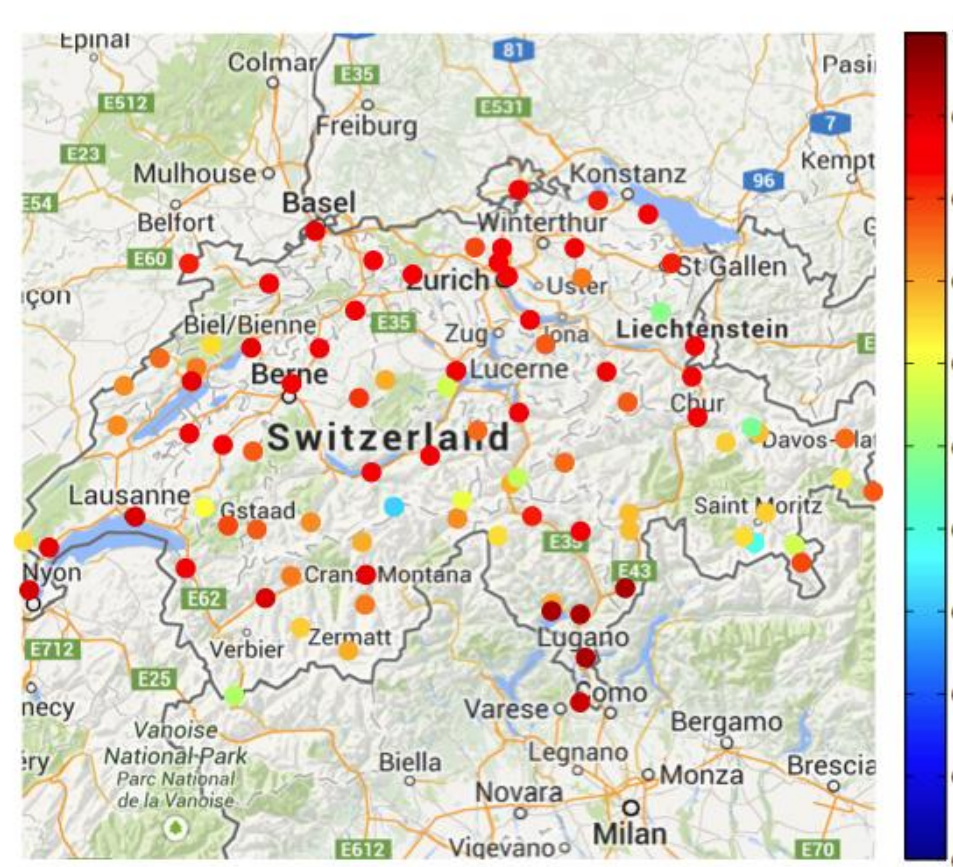 Epinal
81
Colmar
E35
Pasi
E512
E531
Freiburg
7
E23
Mulhouse
Konstanz
Kempt
96
E54
Basel
Belfort
Winterthur
G
E60
St Gallen
çon
Zurich
Uster
Biel/Bienne
E35
Zug
Jona
Liechtenstein
E
Berne
Lucerne
Chur
Switzerland
Davos-Plat
Lausanne
Gstaad
Saint Moritz
E35
Nyon
Crans-Montana
E43
E62
Lugano
E712
Verbier
Zermatt
E25
Como
necy
Varese
Bergamo
Vanoise
National Park
Parc National
de la Vanoise
éry
Biella
Legnano
Monza
Brescia
Novara
Milan
E612
Vigevano
E70